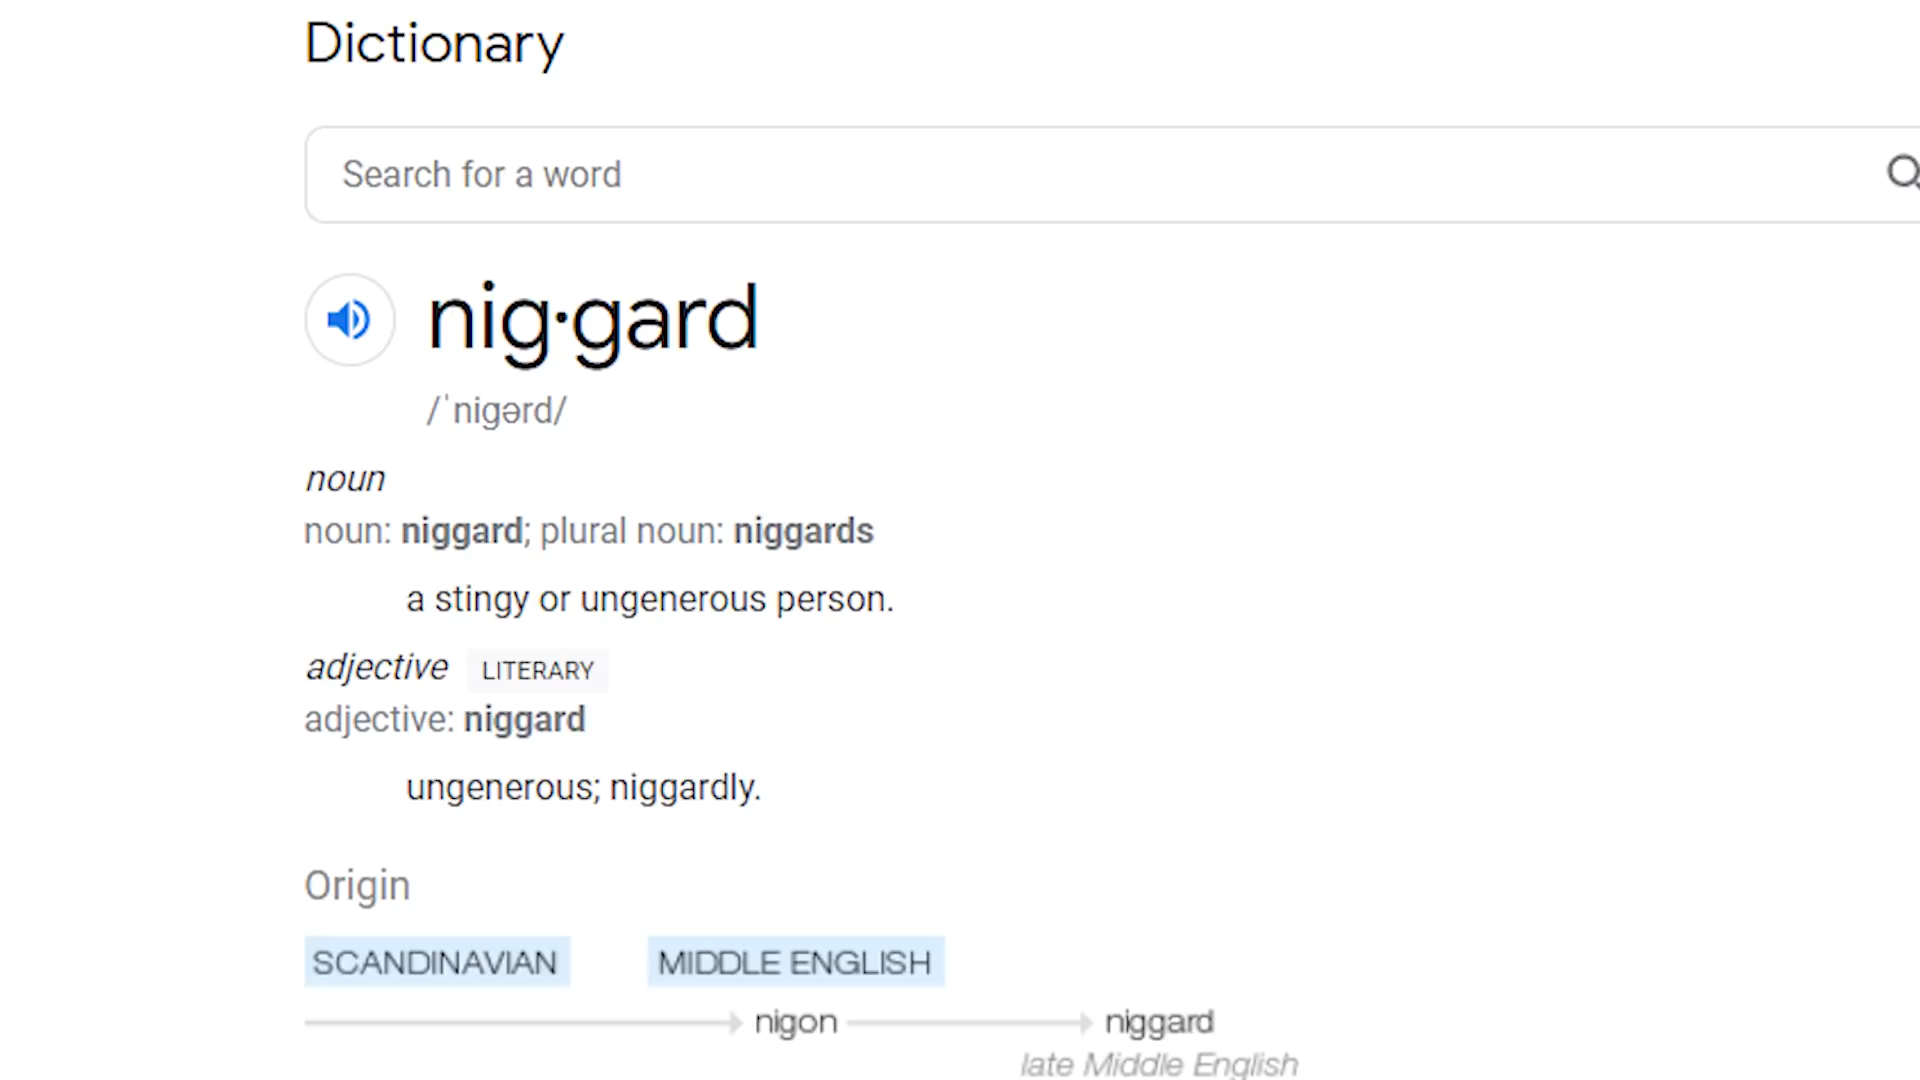 Dictionary
Search for a word
nig·gard
/ˈnigərd/
noun
noun: niggard; plural noun: niggards
a stingy or ungenerous person.
adjective LITERARY
adjective: niggard
ungenerous; niggardly.
Origin
SCANDINAVIAN MIDDLE ENGLISH
nigon niggard
late Middle English